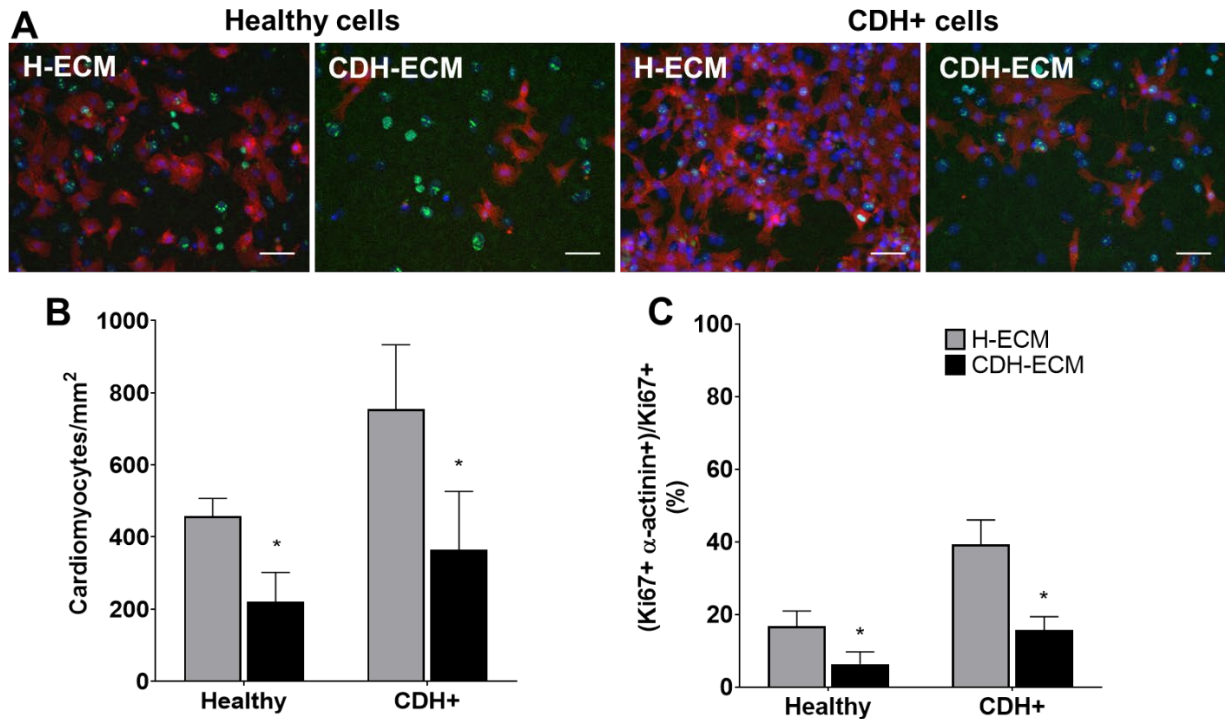 A
Healthy cells
CDH+ cells
H-ECM
CDH-ECM
H-ECM
CDH-ECM
B
Cardiomyocytes/mm²
1000
800
600
400
200
0
Healthy
CDH+
*
*
C
(Ki67+ α-actinin+)/Ki67+
(%)
100
80
60
40
20
0
Healthy
CDH+
*
*
H-ECM
CDH-ECM